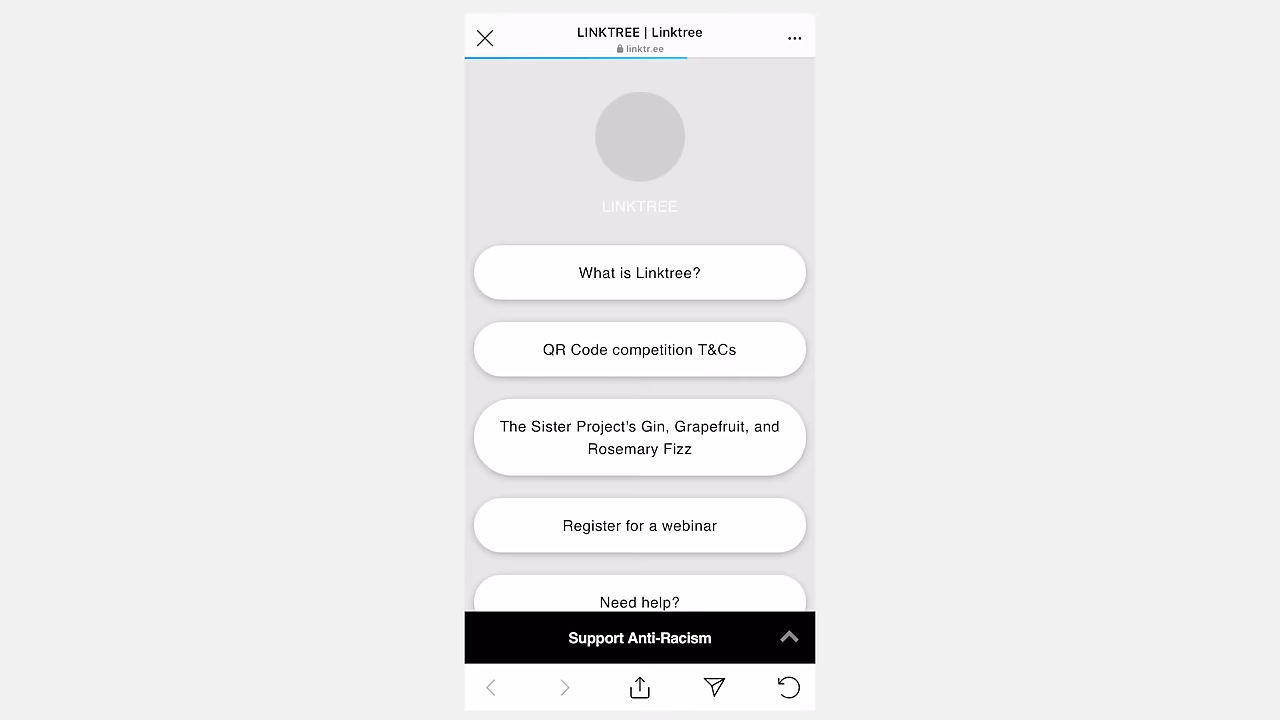 LINKTREE | Linktree
linktr.ee
LINKTREE
What is Linktree?
QR Code competition T&Cs
The Sister Project's Gin, Grapefruit, and
Rosemary Fizz
Register for a webinar
Need help?
Support Anti-Racism